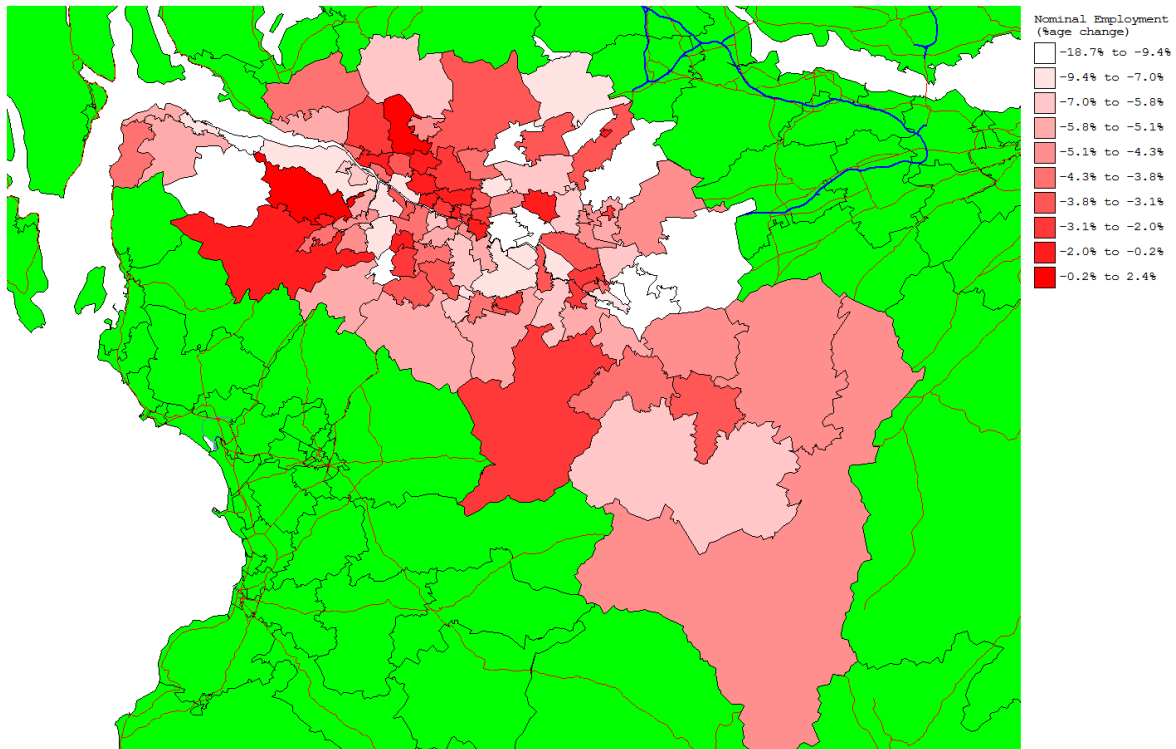 Nominal Employment
(%age change)
-18.7% to -9.4%
-9.4% to -7.0%
-7.0% to -5.8%
-5.8% to -5.1%
-5.1% to -4.3%
-4.3% to -3.8%
-3.8% to -3.1%
-3.1% to -2.0%
-2.0% to -0.2%
-0.2% to 2.4%